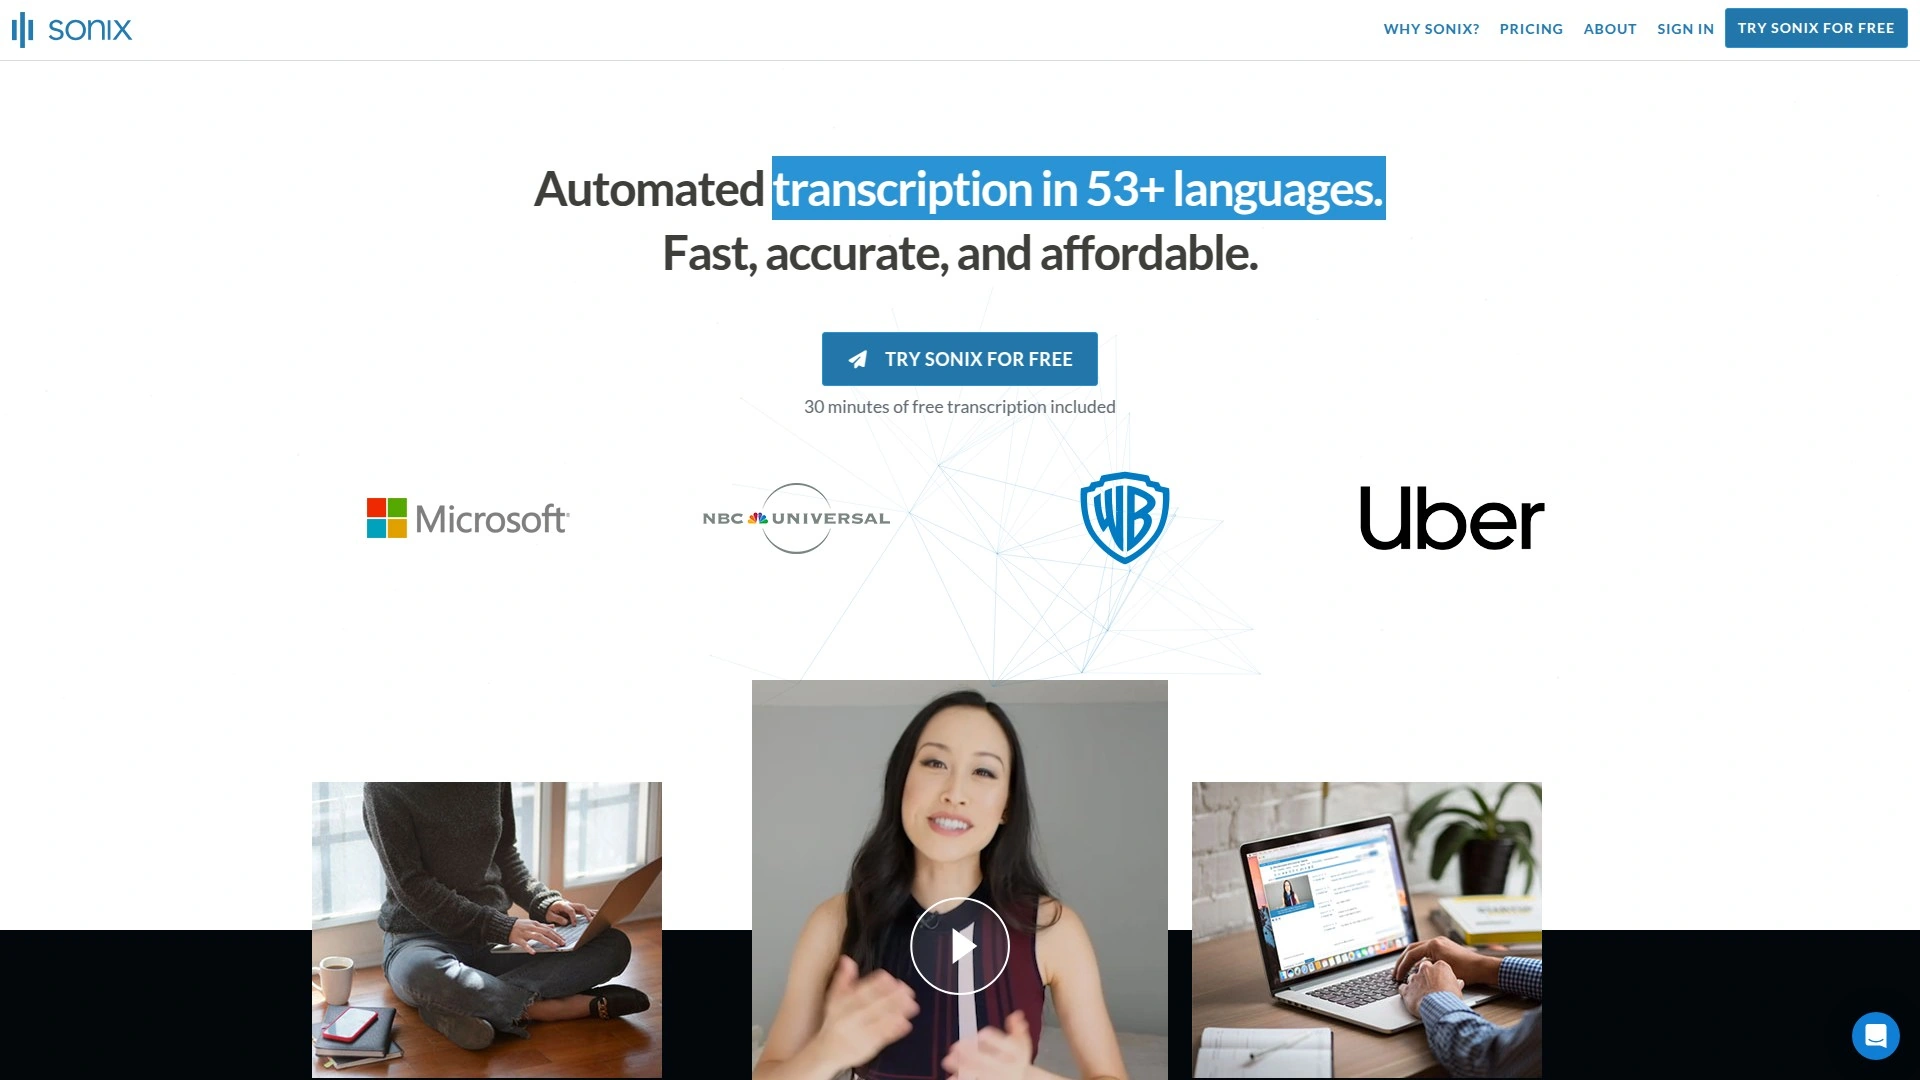 sonix
WHY SONIX?
PRICING
ABOUT
SIGN IN
TRY SONIX FOR FREE
Automated transcription in 53+ languages.
Fast, accurate, and affordable.
TRY SONIX FOR FREE
30 minutes of free transcription included
Microsoft
NBC UNIVERSAL
WB
Uber